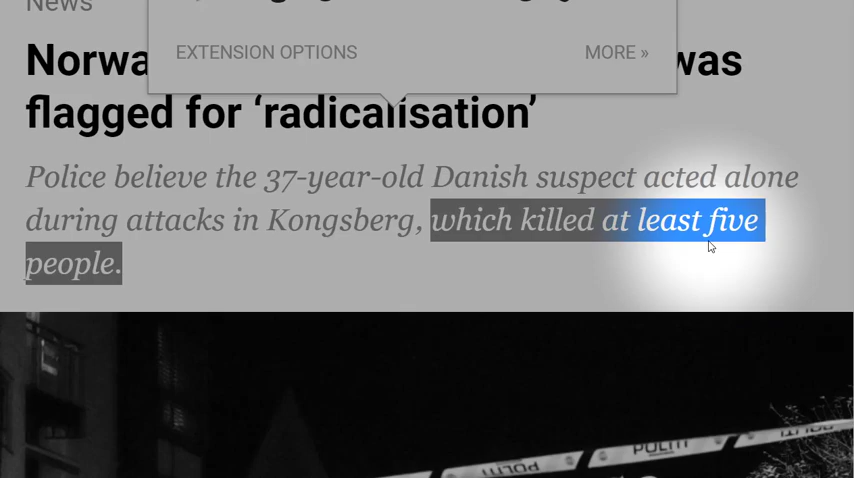 News
EXTENSION OPTIONS MORE »
Norwa was
flagged for ‘radicalisation’
Police believe the 37-year-old Danish suspect acted alone
during attacks in Kongsberg, which killed at least five
people.
POLITI POLITI